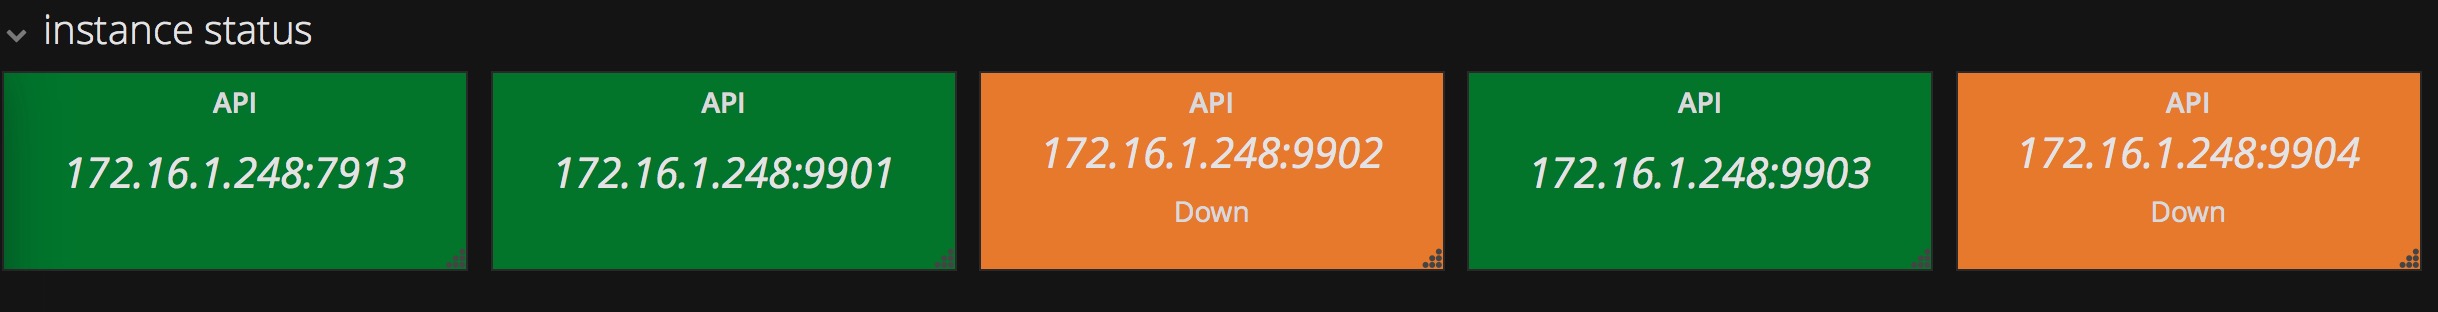 instance status
API
172.16.1.248:7913
API
172.16.1.248:9901
API
172.16.1.248:9902
Down
API
172.16.1.248:9903
API
172.16.1.248:9904
Down